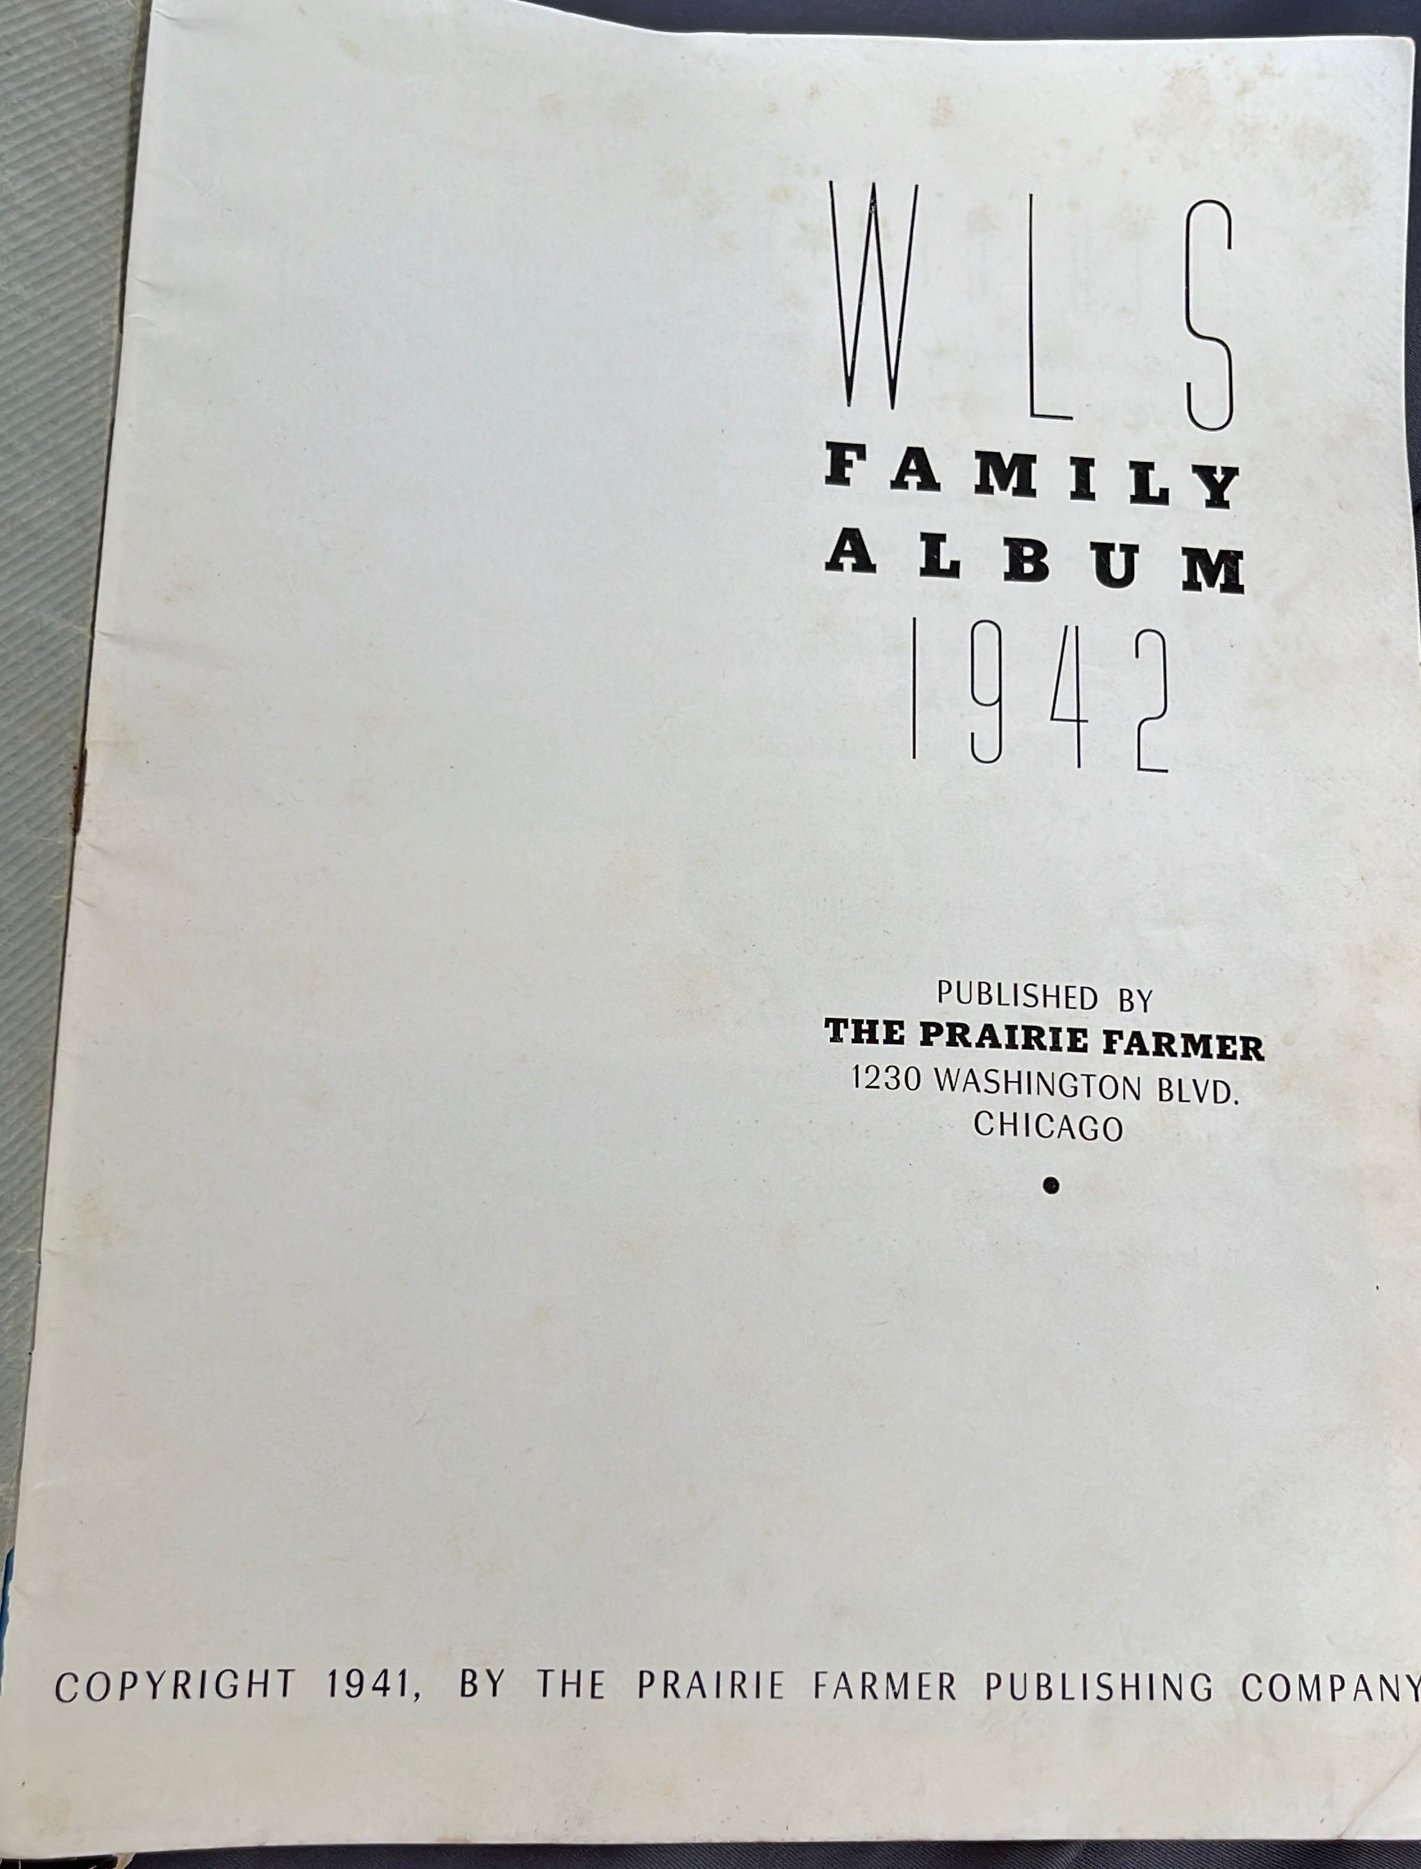 WLS
FAMILY
ALBUM
1942
PUBLISHED BY
THE PRAIRIE FARMER
1230 WASHINGTON BLVD.
CHICAGO
•
COPYRIGHT 1941, BY THE PRAIRIE FARMER PUBLISHING COMPANY